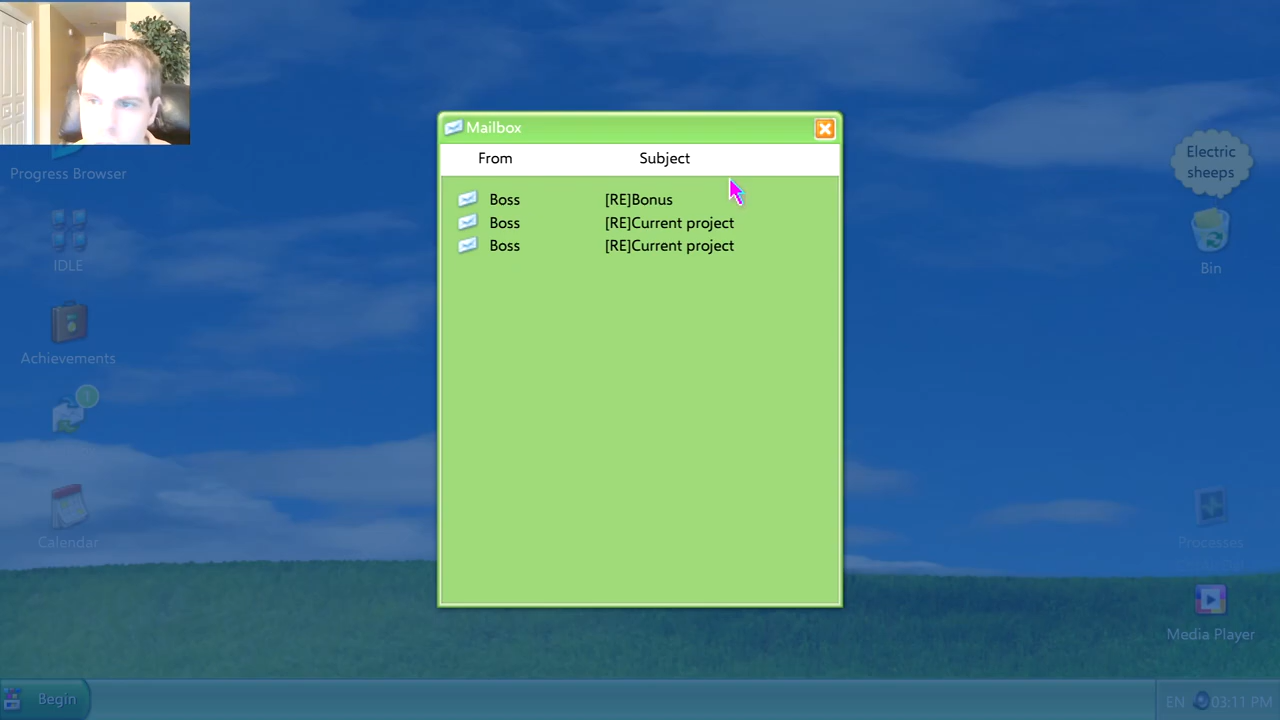 Mailbox
From Subject
Boss [RE]Bonus
Boss [RE]Current project
Boss [RE]Current project
Progress Browser
IDLE
Achievements
1
Calendar
Electric
sheeps
Bin
Processes
Media Player
Begin
EN 03:11 PM